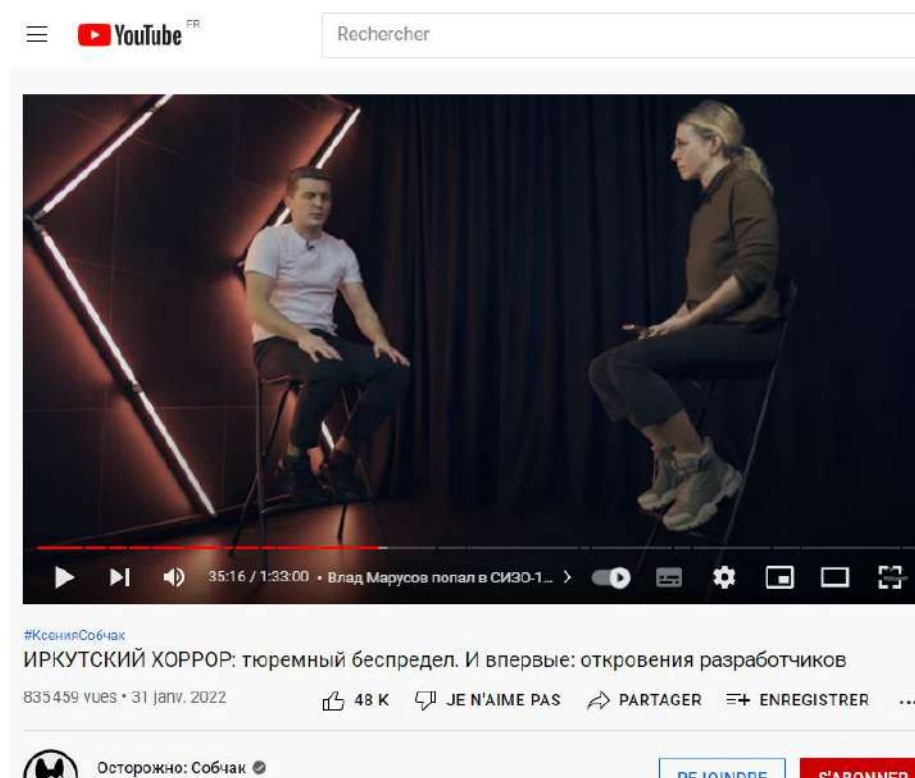 YouTube FR
Rechercher
35:16 / 1:33:00 • Влад Марусов попал в СИЗО-1...
#КсенияСобчак
ИРКУТСКИЙ ХОРРОР: тюремный беспредел. И впервые: откровения разработчиков
835 459 vues • 31 janv. 2022
48 K
JE N'AIME PAS
PARTAGER
ENREGISTRER
...
Осторожно: Собчак
REJOINDRE
S'ABONNER